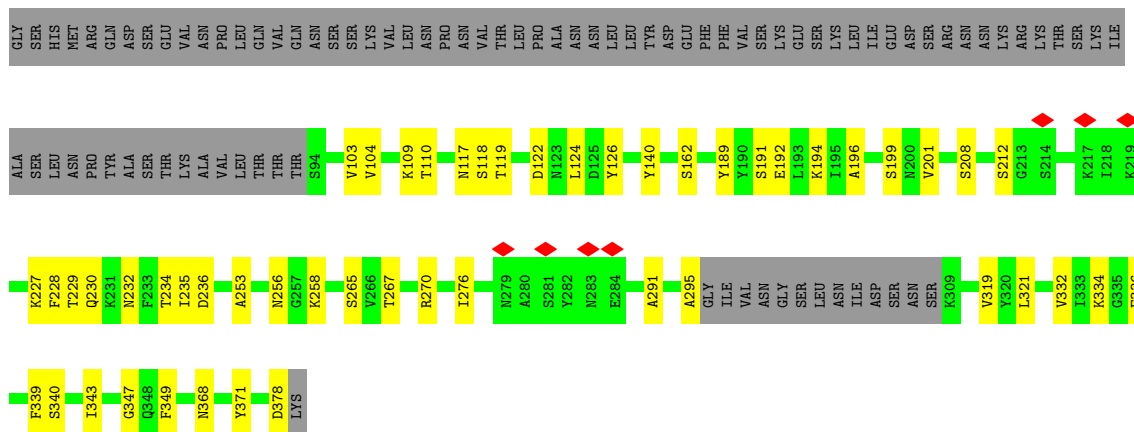 GLY SER HIS MET ARG GLN ASP SER GLU VAL ASN PRO LEU GLN VAL GLN ASN SER SER LYS VAL LEU ASN PRO ASN VAL THR LEU PRO ALA ASN ASN LEU LEU TYR ASP GLU PHE PHE VAL SER LYS GLU SER LYS LEU ILE GLU ASP SER ARG ASN ASN LYS ARG LYS THR SER LYS ILE
ALA SER LEU ASN PRO TYR ALA SER THR LYS ALA VAL LEU THR THR THR S94 V103 V104 K109 T110 N117 S118 T119 D122 N123 L124 D125 Y126 Y140 S162 Y189 Y190 S191 E192 L193 K194 I195 A196 S199 N200 V201 S208 S212 G213 S214 K217 I218 K219
K227 F228 T229 Q230 K231 N232 F233 T234 I235 D236 A253 N256 G257 K258 S265 V266 T267 R270 I276 N279 A280 S281 Y282 N283 E284 A291 A295 GLY ILE VAL ASN GLY SER LEU ASN ILE ASP SER ASN SER K309 V319 Y320 L321 V332 I333 K334 G335
F339 S340 I343 G347 Q348 F349 N368 Y371 D378 LYS